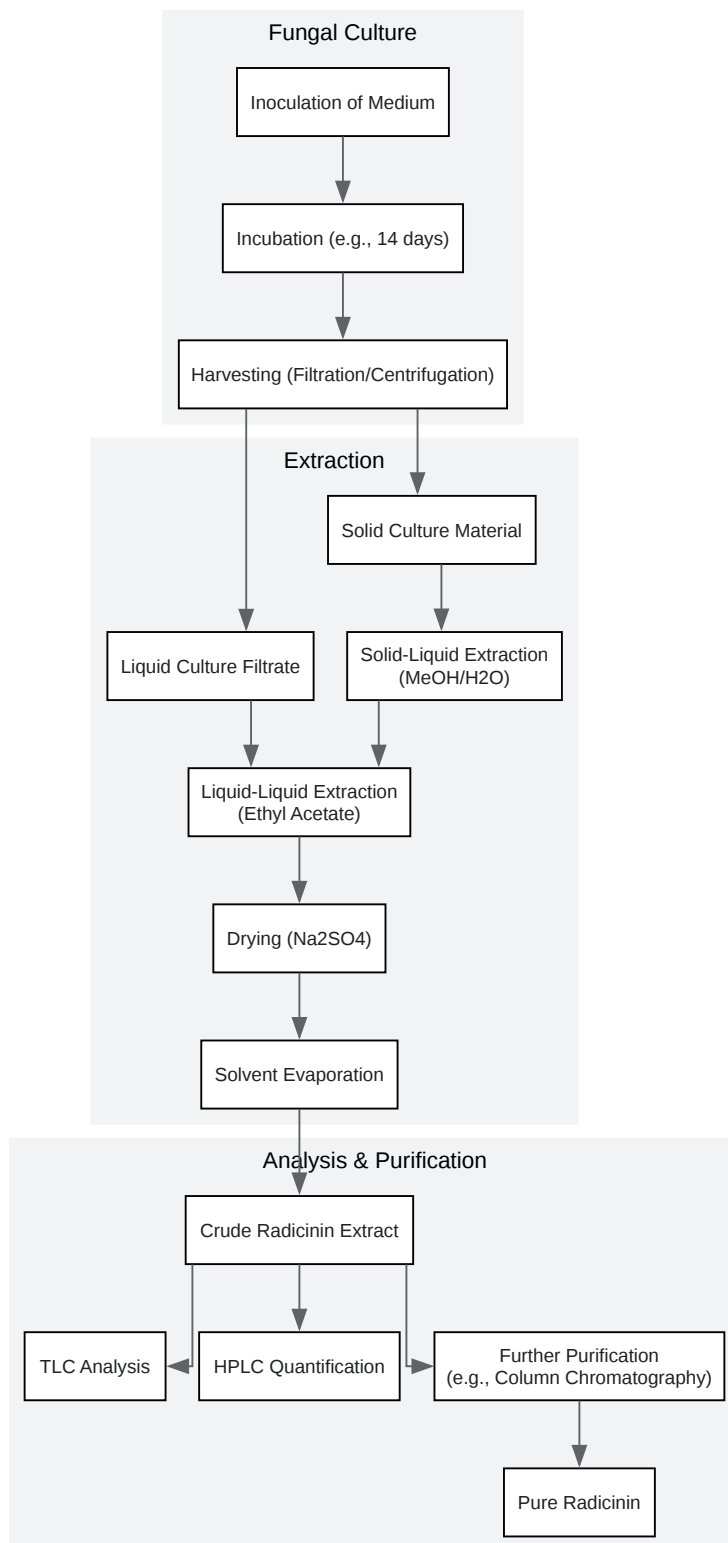 Fungal Culture
Inoculation of Medium
Incubation (e.g., 14 days)
Harvesting (Filtration/Centrifugation)
Extraction
Solid Culture Material
Liquid Culture Filtrate
Solid-Liquid Extraction
(MeOH/H2O)
Liquid-Liquid Extraction
(Ethyl Acetate)
Drying (Na2SO4)
Solvent Evaporation
Analysis & Purification
Crude Radicinin Extract
TLC Analysis
HPLC Quantification
Further Purification
(e.g., Column Chromatography)
Pure Radicinin